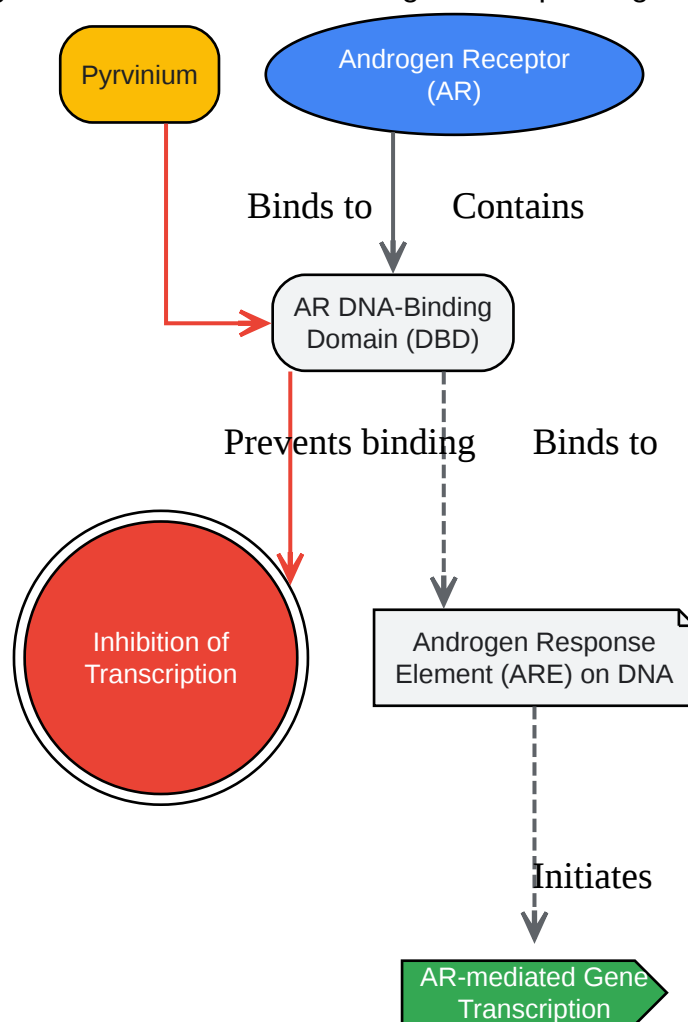 Pyrvinium
Androgen Receptor
(AR)
Binds to
Contains
AR DNA-Binding
Domain (DBD)
Prevents binding
Binds to
Inhibition of
Transcription
Androgen Response
Element (ARE) on DNA
Initiates
AR-mediated Gene
Transcription